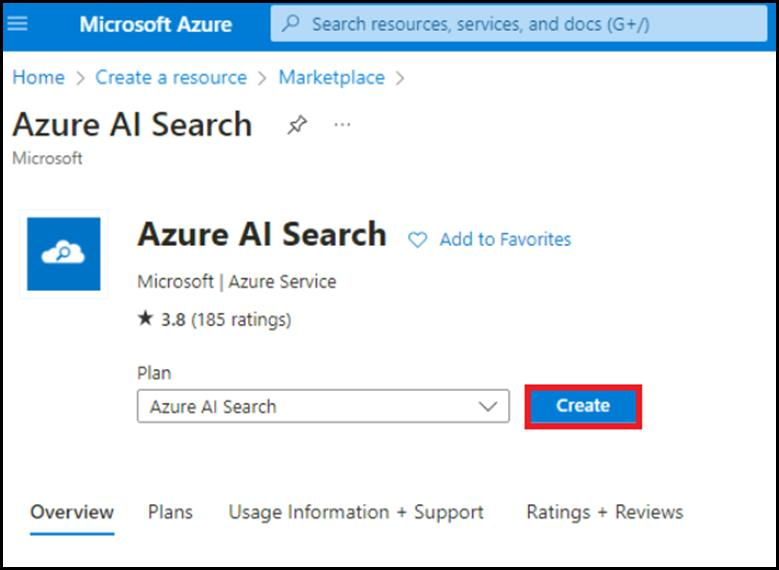 Microsoft Azure
Search resources, services, and docs (G+/)
Home > Create a resource > Marketplace >
Azure AI Search
...
Microsoft
Azure AI Search
Add to Favorites
Microsoft | Azure Service
★ 3.8 (185 ratings)
Plan
Azure AI Search
Create
Overview Plans Usage Information + Support Ratings + Reviews